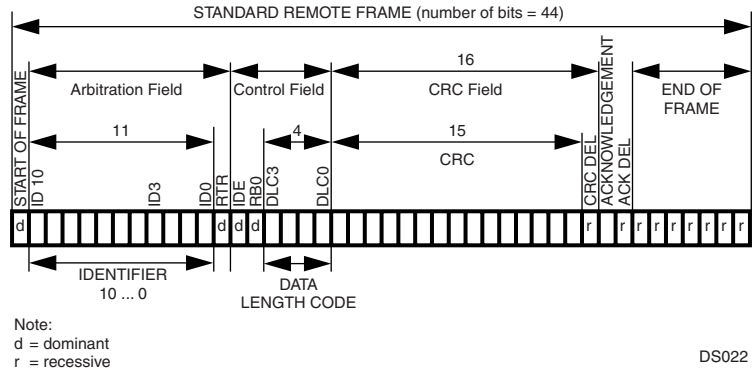 STANDARD REMOTE FRAME (number of bits = 44)
16
Arbitration Field
Control Field
CRC Field
END OF
FRAME
11
4
15
CRC
START OF FRAME
ID 10
ID3
ID0
RTR
IDE
RB0
DLC3
DLC0
CRC DEL
ACKNOWLEDGEMENT
ACK DEL
d d d d r r r r r r r r r
IDENTIFIER
10 ... 0
DATA
LENGTH CODE
Note:
d = dominant
r = recessive
DS022